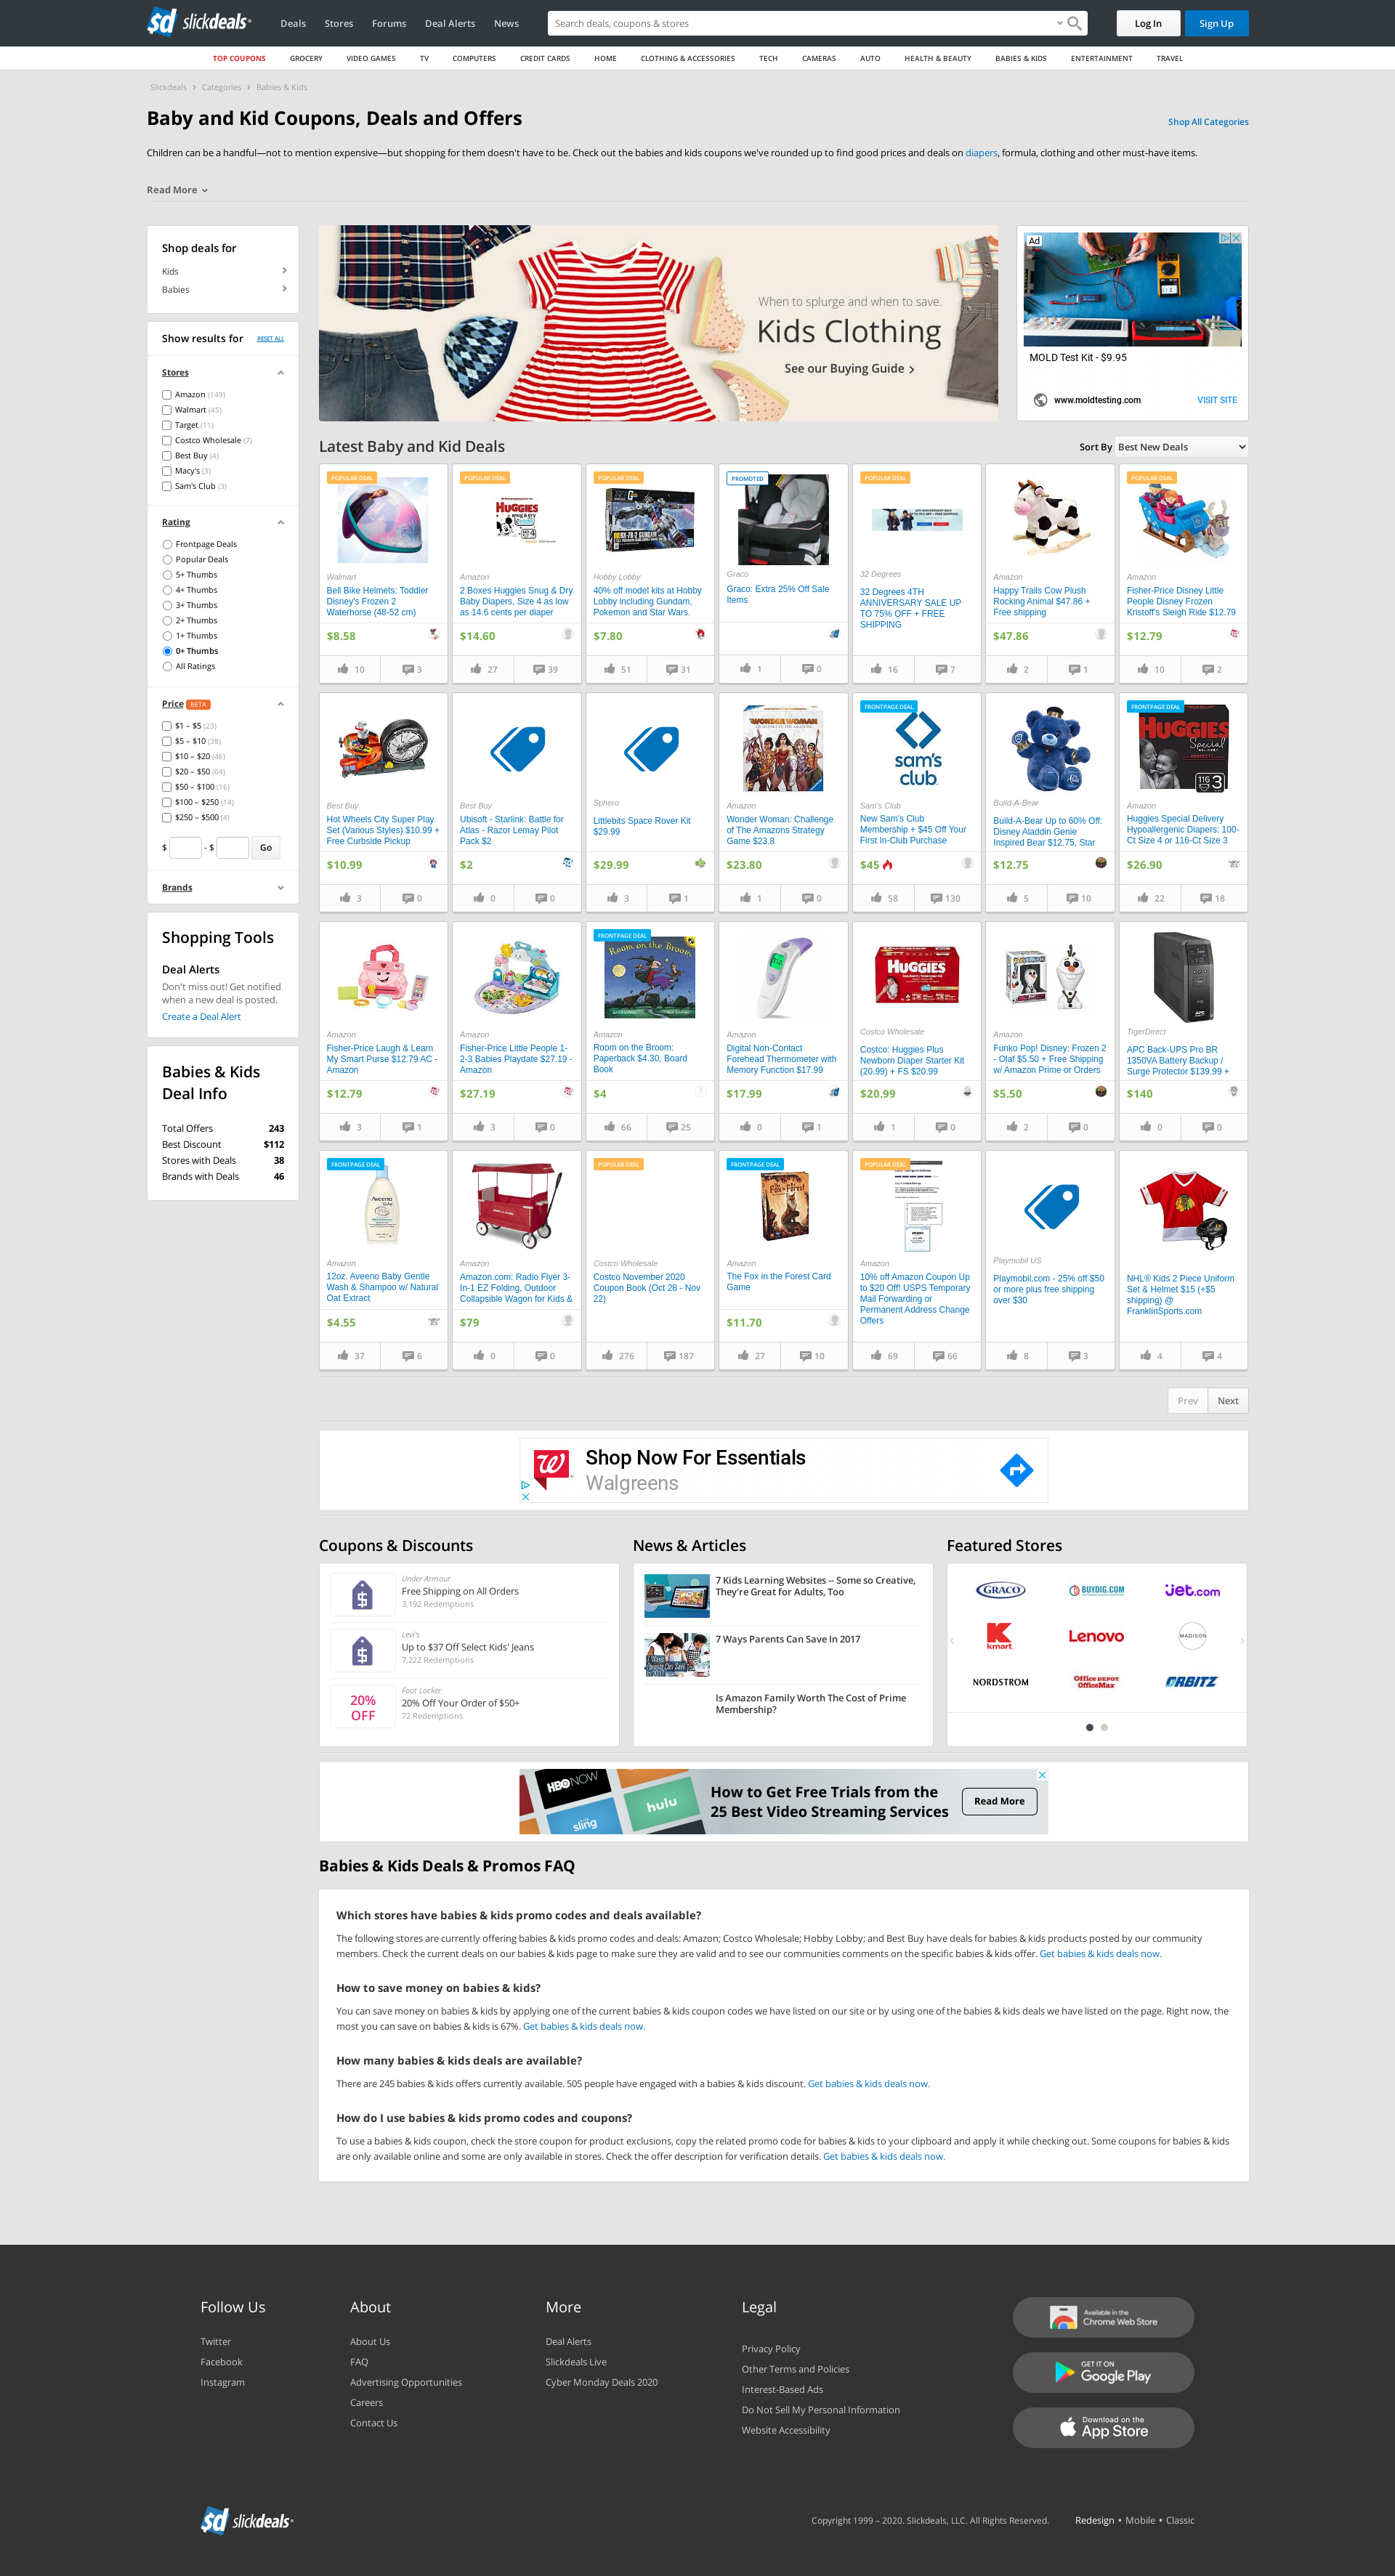 sd slickdeals
Deals Stores Forums Deal Alerts News
Search deals, coupons & stores
Log In Sign Up
TOP COUPONS GROCERY VIDEO GAMES TV COMPUTERS CREDIT CARDS HOME CLOTHING & ACCESSORIES TECH CAMERAS AUTO HEALTH & BEAUTY BABIES & KIDS ENTERTAINMENT TRAVEL
Slickdeals › Categories › Babies & Kids
Baby and Kid Coupons, Deals and Offers
Shop All Categories
Children can be a handful—not to mention expensive—but shopping for them doesn't have to be. Check out the babies and kids coupons we've rounded up to find good prices and deals on diapers, formula, clothing and other must-have items.
Read More
Shop deals for
Kids
Babies
Show results for RESET ALL
Stores
Amazon (149)
Walmart (45)
Target (11)
Costco Wholesale (7)
Best Buy (4)
Macy's (3)
Sam's Club (3)
Rating
Frontpage Deals
Popular Deals
5+ Thumbs
4+ Thumbs
3+ Thumbs
2+ Thumbs
1+ Thumbs
0+ Thumbs
All Ratings
Price BETA
$1 – $5 (23)
$5 – $10 (38)
$10 – $20 (46)
$20 – $50 (64)
$50 – $100 (16)
$100 – $250 (14)
$250 – $500 (4)
$ - $ Go
Brands
Shopping Tools
Deal Alerts
Don't miss out! Get notified
when a new deal is posted.
Create a Deal Alert
Babies & Kids
Deal Info
Total Offers 243
Best Discount $112
Stores with Deals 38
Brands with Deals 46
When to splurge and when to save.
Kids Clothing
See our Buying Guide
Ad
MOLD Test Kit - $9.95
www.moldtesting.com VISIT SITE
Latest Baby and Kid Deals
Sort By Best New Deals
POPULAR DEAL
Walmart
Bell Bike Helmets: Toddler
Disney's Frozen 2
Waterhorse (48-52 cm)
$8.58
10 3
POPULAR DEAL
HUGGIES
Amazon
2 Boxes Huggies Snug & Dry
Baby Diapers, Size 4 as low
as 14.6 cents per diaper
$14.60
27 39
POPULAR DEAL
Hobby Lobby
40% off model kits at Hobby
Lobby including Gundam,
Pokemon and Star Wars.
$7.80
51 31
PROMOTED
Graco
Graco: Extra 25% Off Sale
Items
1 0
POPULAR DEAL
32 Degrees
32 Degrees 4TH
ANNIVERSARY SALE UP
TO 75% OFF + FREE
SHIPPING
16 7
Amazon
Happy Trails Cow Plush
Rocking Animal $47.86 +
Free shipping
$47.86
2 1
POPULAR DEAL
Amazon
Fisher-Price Disney Little
People Disney Frozen
Kristoff's Sleigh Ride $12.79
$12.79
10 2
Best Buy
Hot Wheels City Super Play
Set (Various Styles) $10.99 +
Free Curbside Pickup
$10.99
3 0
Best Buy
Ubisoft - Starlink: Battle for
Atlas - Razor Lemay Pilot
Pack $2
$2
0 0
Sphero
Littlebits Space Rover Kit
$29.99
$29.99
3 1
WONDER WOMAN
Amazon
Wonder Woman: Challenge
of The Amazons Strategy
Game $23.8
$23.80
1 0
FRONTPAGE DEAL
sam's club
Sam's Club
New Sam's Club
Membership + $45 Off Your
First In-Club Purchase
$45
58 130
Build-A-Bear
Build-A-Bear Up to 60% Off:
Disney Aladdin Genie
Inspired Bear $12.75, Star
$12.75
5 10
FRONTPAGE DEAL
HUGGIES
Special
DELIVERY
116 3
Amazon
Huggies Special Delivery
Hypoallergenic Diapers: 100-
Ct Size 4 or 116-Ct Size 3
$26.90
22 18
Amazon
Fisher-Price Laugh & Learn
My Smart Purse $12.79 AC -
Amazon
$12.79
3 1
Amazon
Fisher-Price Little People 1-
2-3 Babies Playdate $27.19 -
Amazon
$27.19
3 0
FRONTPAGE DEAL
Room on the Broom
Amazon
Room on the Broom:
Paperback $4.30, Board
Book
$4
66 25
Amazon
Digital Non-Contact
Forehead Thermometer with
Memory Function $17.99
$17.99
0 1
HUGGIES
Costco Wholesale
Costco: Huggies Plus
Newborn Diaper Starter Kit
(20.99) + FS $20.99
$20.99
1 0
Amazon
Funko Pop! Disney: Frozen 2
- Olaf $5.50 + Free Shipping
w/ Amazon Prime or Orders
$5.50
2 0
APC
TigerDirect
APC Back-UPS Pro BR
1350VA Battery Backup /
Surge Protector $139.99 +
$140
0 0
FRONTPAGE DEAL
Aveeno
Amazon
12oz. Aveeno Baby Gentle
Wash & Shampoo w/ Natural
Oat Extract
$4.55
37 6
Amazon
Amazon.com: Radio Flyer 3-
In-1 EZ Folding, Outdoor
Collapsible Wagon for Kids &
$79
0 0
POPULAR DEAL
Costco Wholesale
Costco November 2020
Coupon Book (Oct 28 - Nov
22)
276 187
FRONTPAGE DEAL
Fox Forest
Amazon
The Fox in the Forest Card
Game
$11.70
27 10
POPULAR DEAL
Amazon
10% off Amazon Coupon Up
to $20 Off! USPS Temporary
Mail Forwarding or
Permanent Address Change
Offers
69 66
Playmobil US
Playmobil.com - 25% off $50
or more plus free shipping
over $30
8 3
NHL® Kids 2 Piece Uniform
Set & Helmet $15 (+$5
shipping) @
FranklinSports.com
4 4
Prev Next
Shop Now For Essentials
Walgreens
Coupons & Discounts
Under Armour
Free Shipping on All Orders
3,192 Redemptions
Levi's
Up to $37 Off Select Kids' Jeans
7,222 Redemptions
20%
OFF
Foot Locker
20% Off Your Order of $50+
72 Redemptions
News & Articles
7 Kids Learning Websites -- Some so Creative,
They're Great for Adults, Too
7 Ways Parents Can Save In 2017
Is Amazon Family Worth The Cost of Prime
Membership?
Featured Stores
GRACO BUYDIG.COM jet.com
kmart Lenovo MADISON
NORDSTROM Office DEPOT OfficeMax ORBITZ
HBO NOW
hulu
sling
How to Get Free Trials from the
25 Best Video Streaming Services
Read More
Babies & Kids Deals & Promos FAQ
Which stores have babies & kids promo codes and deals available?
The following stores are currently offering babies & kids promo codes and deals: Amazon; Costco Wholesale; Hobby Lobby; and Best Buy have deals for babies & kids products posted by our community
members. Check the current deals on our babies & kids page to make sure they are valid and to see our communities comments on the specific babies & kids offer. Get babies & kids deals now.
How to save money on babies & kids?
You can save money on babies & kids by applying one of the current babies & kids coupon codes we have listed on our site or by using one of the babies & kids deals we have listed on the page. Right now, the
most you can save on babies & kids is 67%. Get babies & kids deals now.
How many babies & kids deals are available?
There are 245 babies & kids offers currently available. 505 people have engaged with a babies & kids discount. Get babies & kids deals now.
How do I use babies & kids promo codes and coupons?
To use a babies & kids coupon, check the store coupon for product exclusions, copy the related promo code for babies & kids to your clipboard and apply it while checking out. Some coupons for babies & kids
are only available online and some are only available in stores. Check the offer description for verification details. Get babies & kids deals now.
Follow Us
Twitter
Facebook
Instagram
About
About Us
FAQ
Advertising Opportunities
Careers
Contact Us
More
Deal Alerts
Slickdeals Live
Cyber Monday Deals 2020
Legal
Privacy Policy
Other Terms and Policies
Interest-Based Ads
Do Not Sell My Personal Information
Website Accessibility
Available in the
Chrome Web Store
GET IT ON
Google Play
Download on the
App Store
sd slickdeals
Copyright 1999 – 2020. Slickdeals, LLC. All Rights Reserved. Redesign • Mobile • Classic